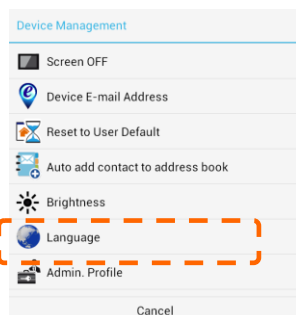 Device Management
Screen OFF
Device E-mail Address
Reset to User Default
Auto add contact to address book
Brightness
Language
Admin. Profile
Cancel